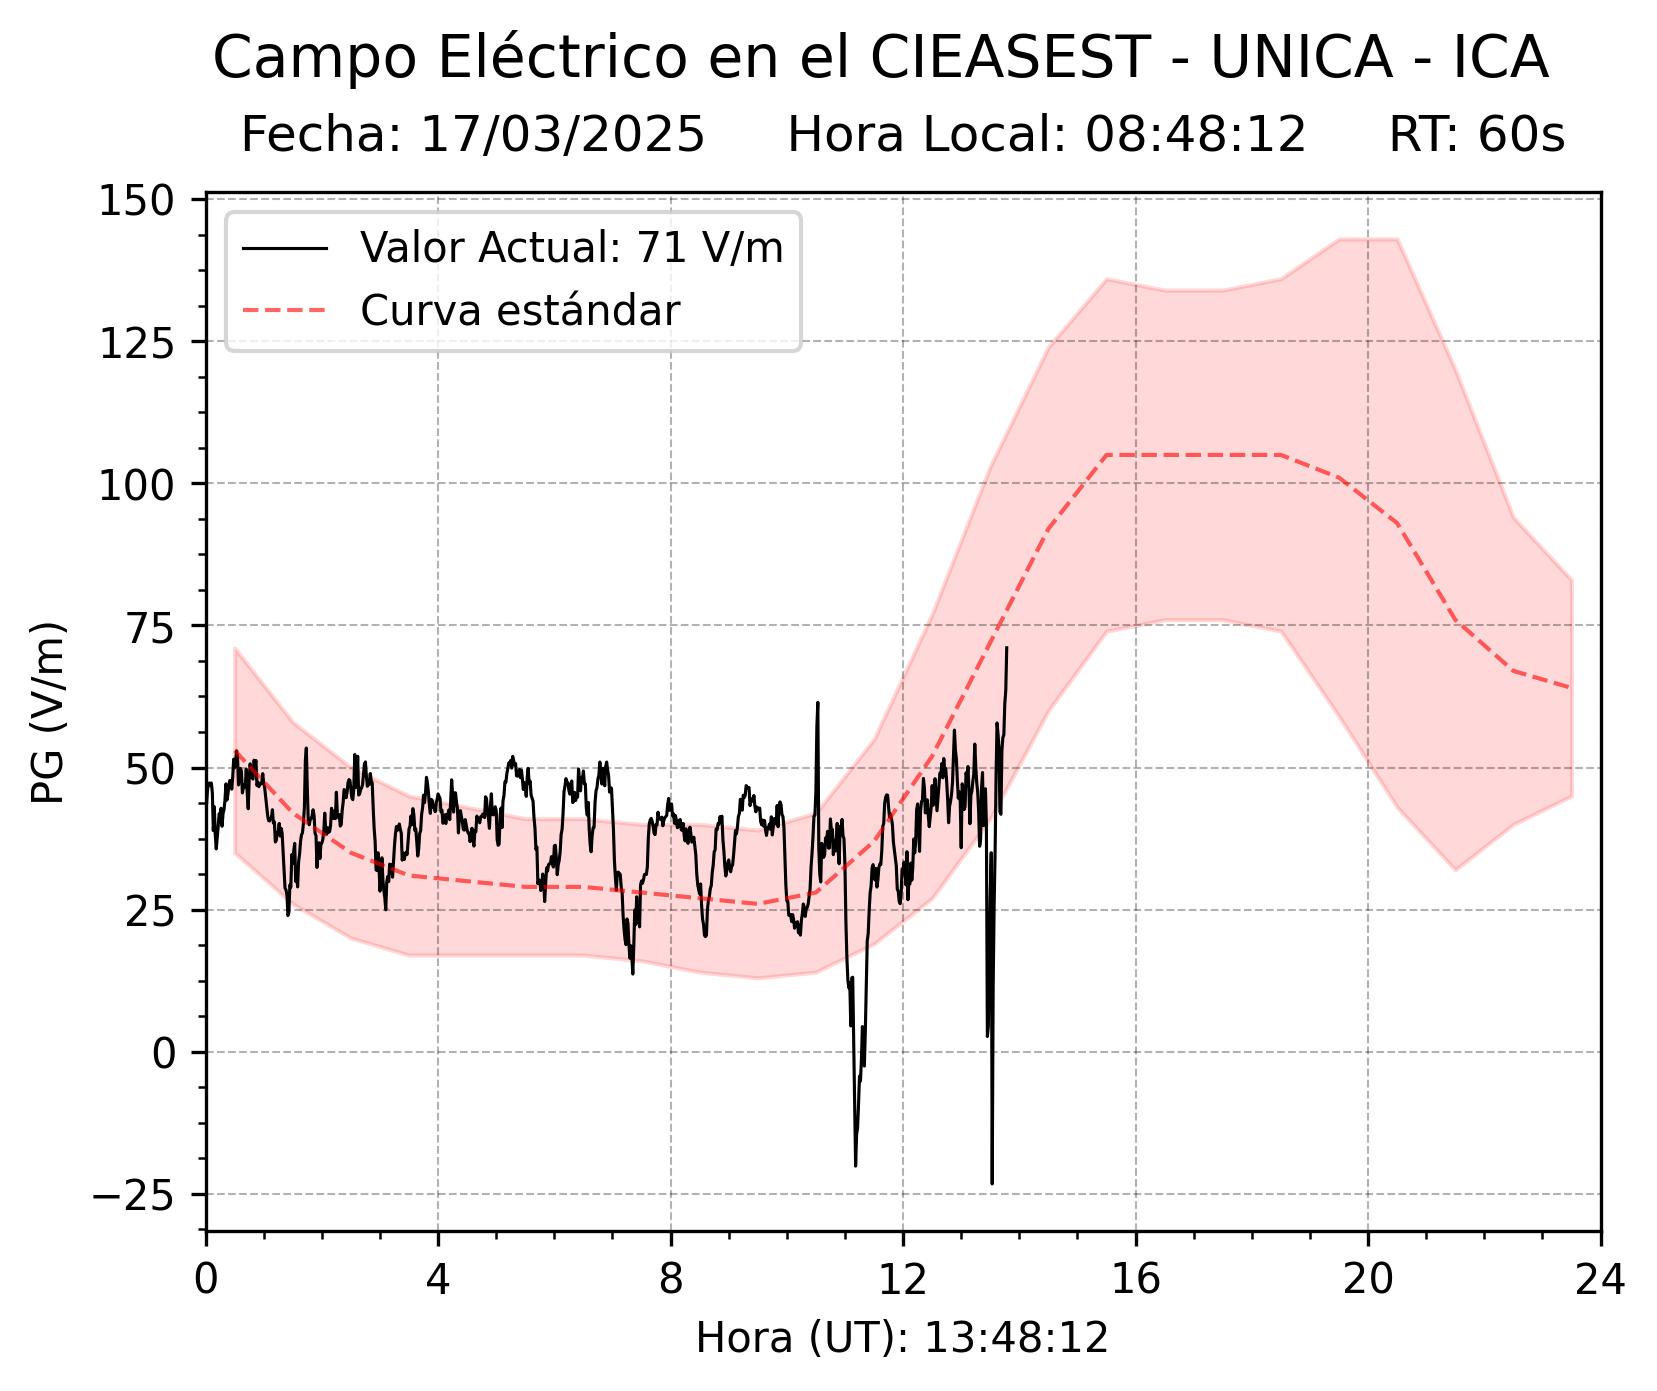 Campo Eléctrico en el CIEASEST - UNICA - ICA
Fecha: 17/03/2025 Hora Local: 08:48:12 RT: 60s
Valor Actual: 71 V/m
Curva estándar
PG (V/m)
150
125
100
75
50
25
0
−25
0 4 8 12 16 20 24
Hora (UT): 13:48:12